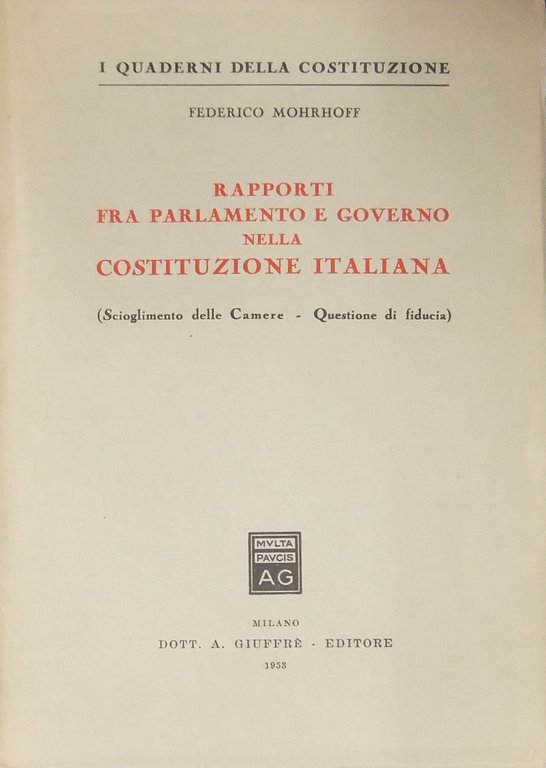 I QUADERNI DELLA COSTITUZIONE
FEDERICO MOHRHOFF
RAPPORTI
FRA PARLAMENTO E GOVERNO
NELLA
COSTITUZIONE ITALIANA
(Scioglimento delle Camere - Questione di fiducia)
MVLTA
PAVCIS
AG
MILANO
DOTT. A. GIUFFRÈ - EDITORE
1953